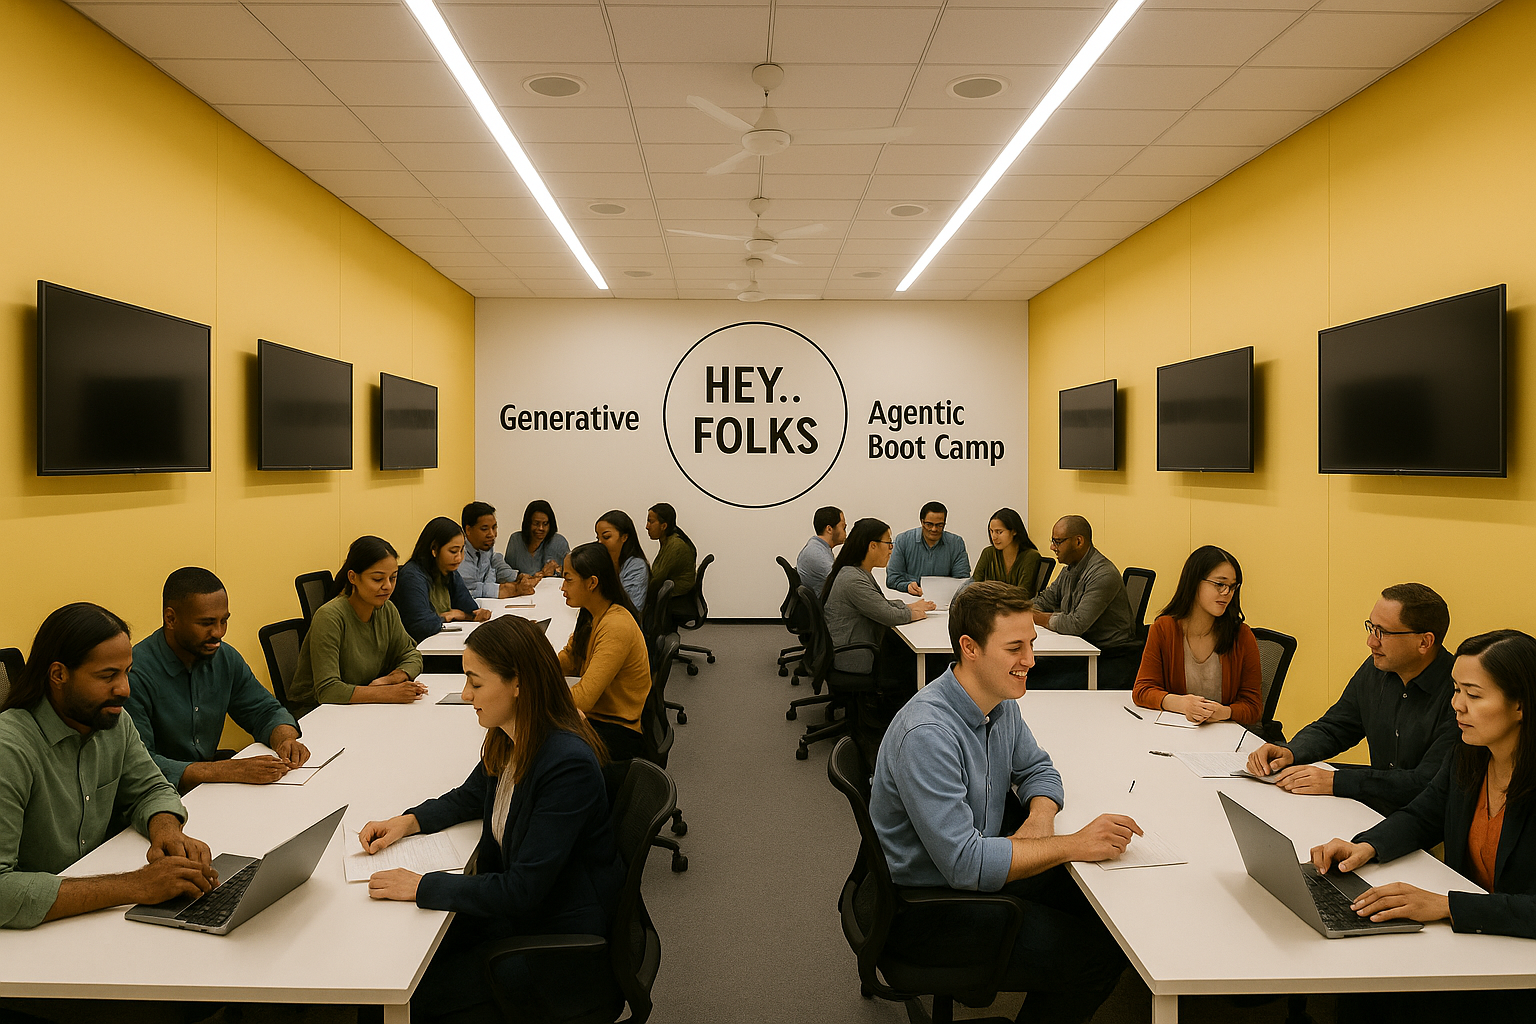 Generative
HEY..
FOLKS
Agentic
Boot Camp